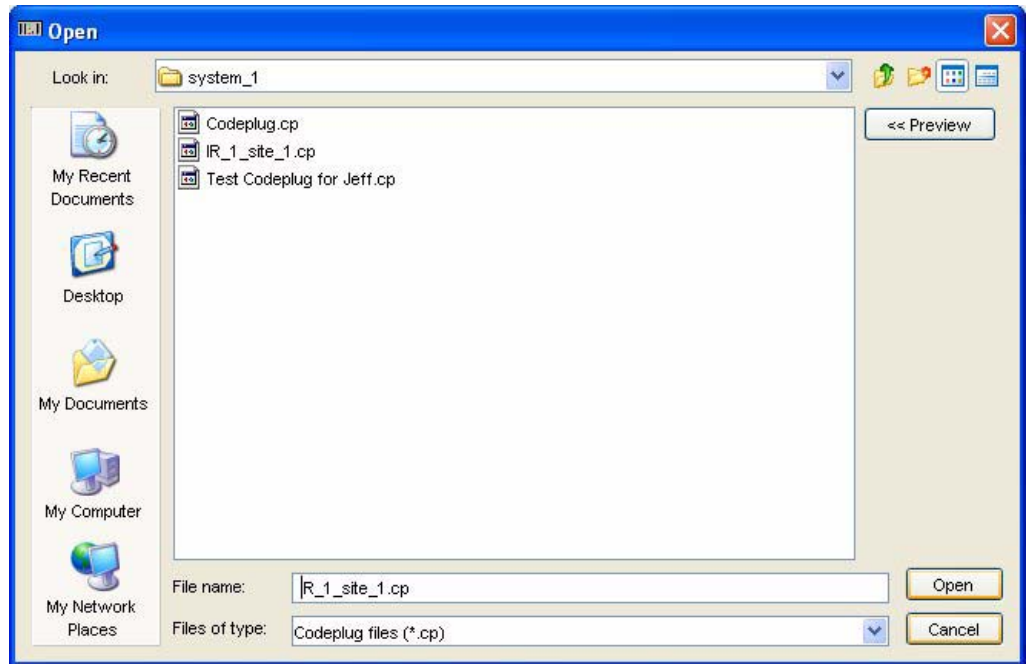 Open
Look in:
system_1
<< Preview
Codeplug.cp
IR_1_site_1.cp
Test Codeplug for Jeff.cp
My Recent
Documents
Desktop
My Documents
My Computer
My Network
Places
File name:
IR_1_site_1.cp
Open
Files of type:
Codeplug files (*.cp)
Cancel